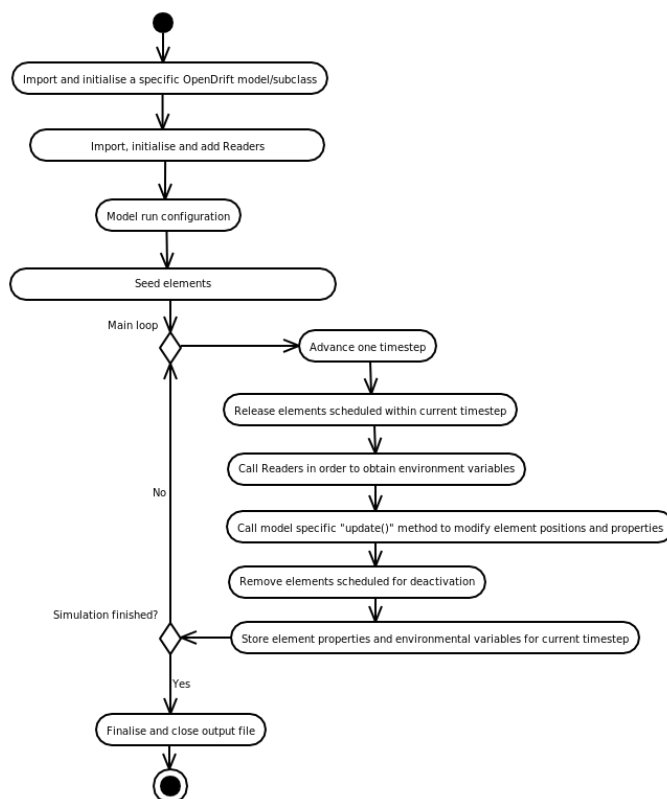 Import and initialise a specific OpenDrift model/subclass
Import, initialise and add Readers
Model run configuration
Seed elements
Main loop
Advance one timestep
Release elements scheduled within current timestep
Call Readers in order to obtain environment variables
No
Call model specific "update()" method to modify element positions and properties
Remove elements scheduled for deactivation
Simulation finished?
Store element properties and environmental variables for current timestep
Yes
Finalise and close output file